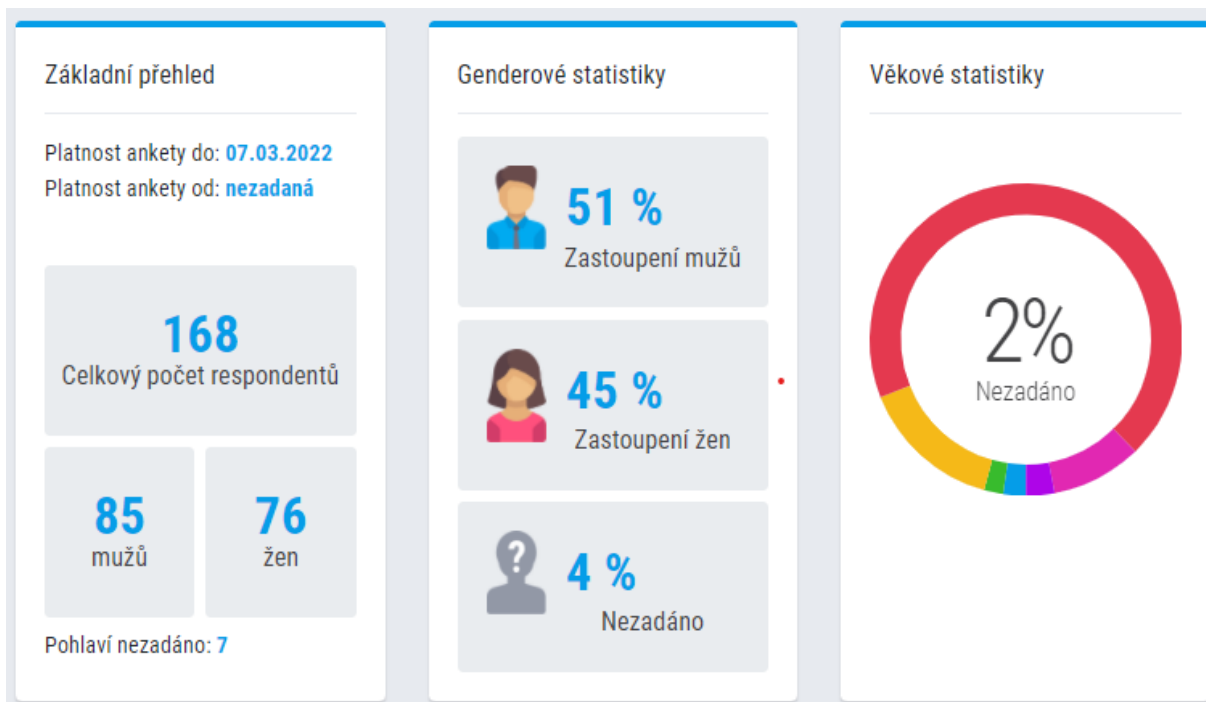 Základní přehled
Platnost ankety do: 07.03.2022
Platnost ankety od: nezadaná
168
Celkový počet respondentů
85
mužů
76
žen
Pohlaví nezadáno: 7
Genderové statistiky
51 %
Zastoupení mužů
45 %
Zastoupení žen
?
4 %
Nezadáno
Věkové statistiky
2%
Nezadáno